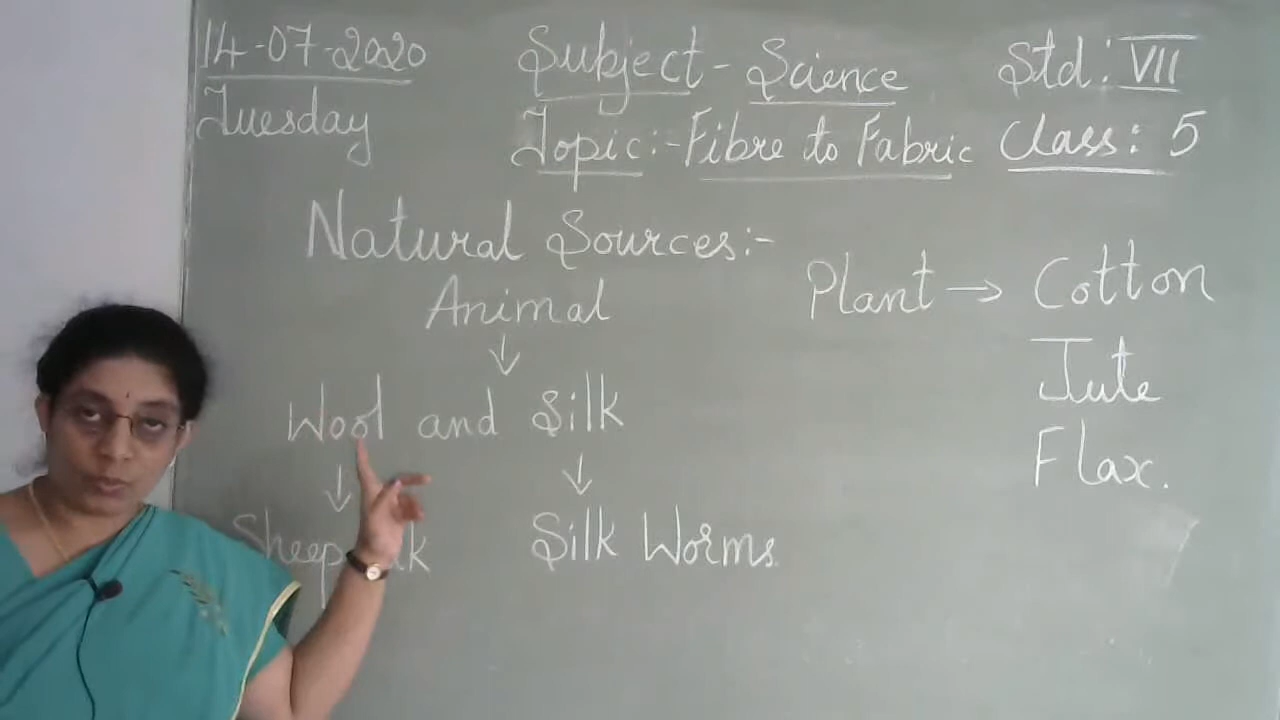 14-07-2020 Subject - Science Std: VII
Tuesday Topic:- Fibre to Fabric Class: 5
Natural Sources:-
Animal Plant → Cotton
↓ Jute
Wool and Silk Flax.
↓ ↓
Sheep Silk Worms.